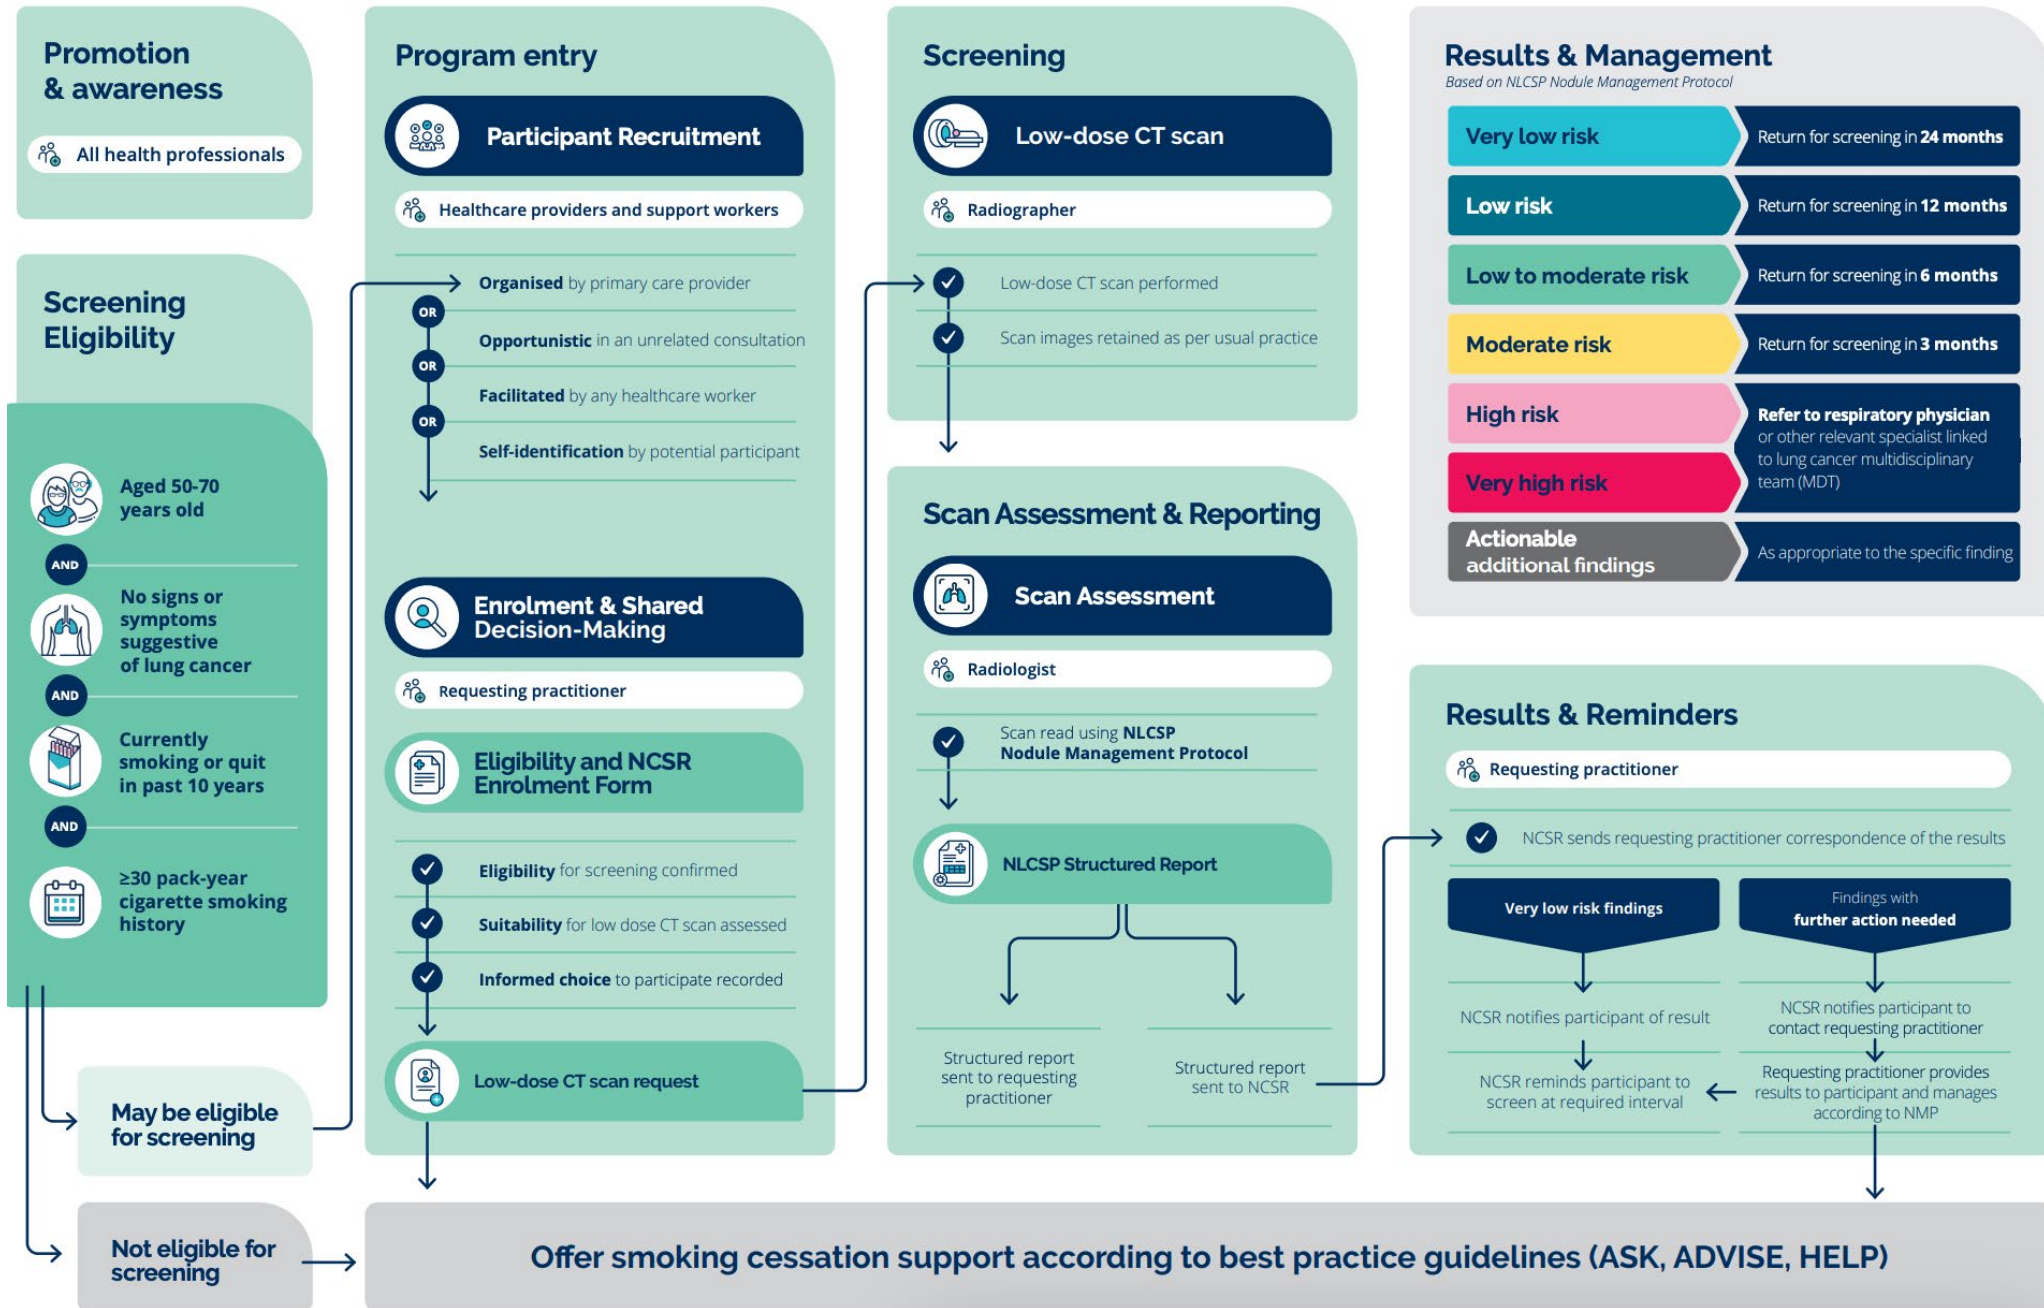 Promotion
& awareness
All health professionals
Screening
Eligibility
Aged 50-70
years old
AND
No signs or
symptoms
suggestive
of lung cancer
AND
Currently
smoking or quit
in past 10 years
AND
≥30 pack-year
cigarette smoking
history
May be eligible
for screening
Not eligible for
screening
Program entry
Participant Recruitment
Healthcare providers and support workers
Organised by primary care provider
OR
Opportunistic in an unrelated consultation
OR
Facilitated by any healthcare worker
OR
Self-identification by potential participant
Enrolment & Shared
Decision-Making
Requesting practitioner
Eligibility and NCSR
Enrolment Form
Eligibility for screening confirmed
Suitability for low dose CT scan assessed
Informed choice to participate recorded
Low-dose CT scan request
Screening
Low-dose CT scan
Radiographer
Low-dose CT scan performed
Scan images retained as per usual practice
Scan Assessment & Reporting
Scan Assessment
Radiologist
Scan read using NLCSP
Nodule Management Protocol
NLCSP Structured Report
Structured report
sent to requesting
practitioner
Structured report
sent to NCSR
Results & Management
Based on NLCSP Nodule Management Protocol
Very low risk
Return for screening in 24 months
Low risk
Return for screening in 12 months
Low to moderate risk
Return for screening in 6 months
Moderate risk
Return for screening in 3 months
High risk
Very high risk
Refer to respiratory physician
or other relevant specialist linked
to lung cancer multidisciplinary
team (MDT)
Actionable
additional findings
As appropriate to the specific finding
Results & Reminders
Requesting practitioner
NCSR sends requesting practitioner correspondence of the results
Very low risk findings
NCSR notifies participant of result
NCSR reminds participant to
screen at required interval
Findings with
further action needed
NCSR notifies participant to
contact requesting practitioner
Requesting practitioner provides
results to participant and manages
according to NMP
Offer smoking cessation support according to best practice guidelines (ASK, ADVISE, HELP)